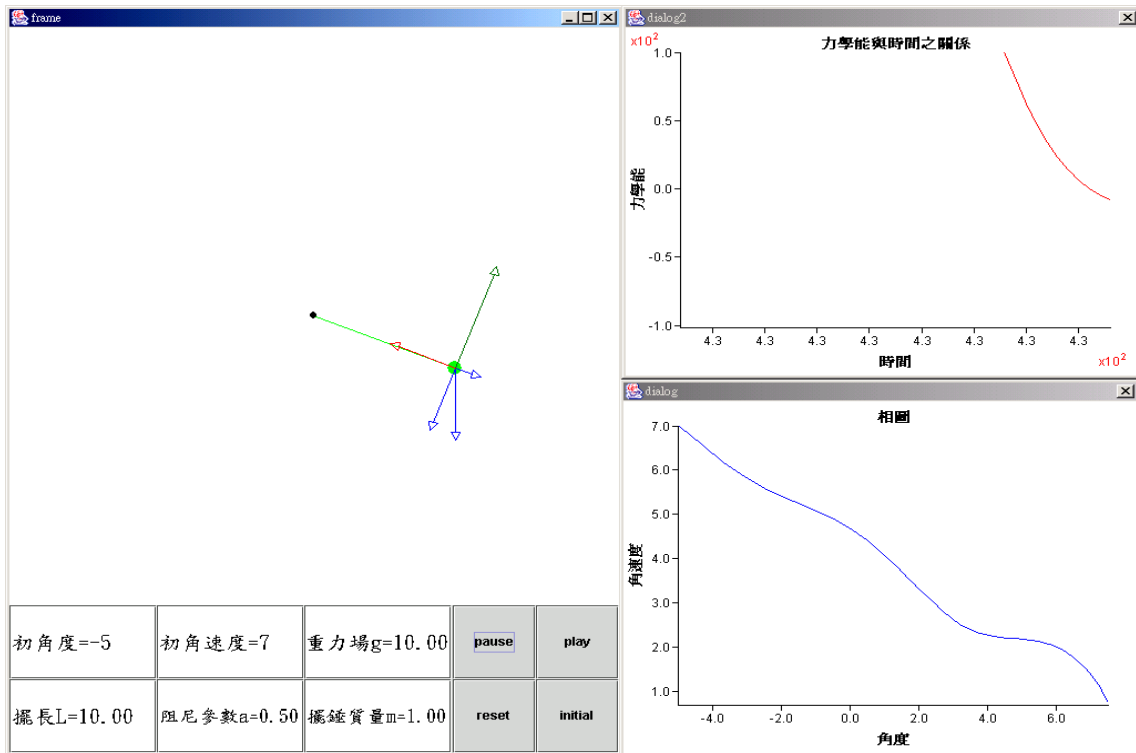 frame
初角度=-5
初角速度=7
重力場g=10.00
pause
play
擺長L=10.00
阻尼參數a=0.50
擺錘質量m=1.00
reset
initial
dialog2
力學能與時間之關係
x10²
1.0
0.5
0.0
-0.5
-1.0
力學能
4.3 4.3 4.3 4.3 4.3 4.3 4.3 4.3
時間
x10²
dialog
相圖
7.0
6.0
5.0
4.0
3.0
2.0
1.0
角速度
-4.0 -2.0 0.0 2.0 4.0 6.0
角度